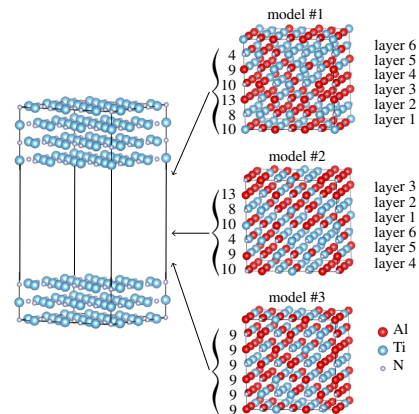 model #1
4
9
10
13
8
10
layer 6
layer 5
layer 4
layer 3
layer 2
layer 1
model #2
13
8
10
4
9
10
layer 3
layer 2
layer 1
layer 6
layer 5
layer 4
model #3
9
9
9
9
9
9
Al
Ti
N